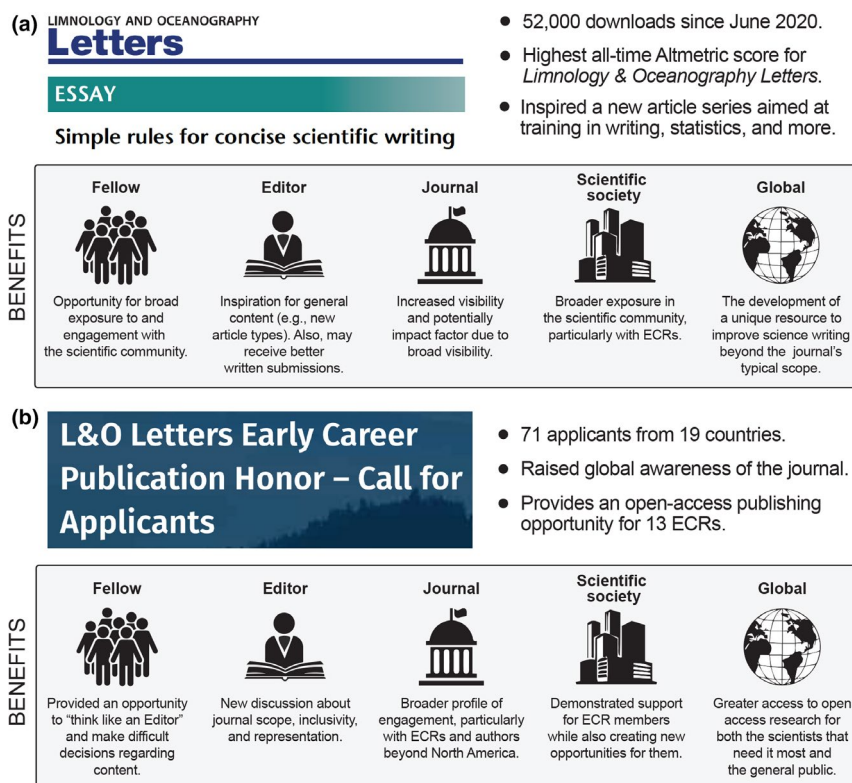 (a)
LIMNOLOGY AND OCEANOGRAPHY
Letters
ESSAY
Simple rules for concise scientific writing
• 52,000 downloads since June 2020.
• Highest all-time Altmetric score for
Limnology & Oceanography Letters.
• Inspired a new article series aimed at
training in writing, statistics, and more.
BENEFITS
Fellow
Opportunity for broad
exposure to and
engagement with
the scientific community.
Editor
Inspiration for general
content (e.g., new
article types). Also, may
receive better
written submissions.
Journal
Increased visibility
and potentially
impact factor due to
broad visibility.
Scientific
society
Broader exposure in
the scientific community,
particularly with ECRs.
Global
The development of
a unique resource to
improve science writing
beyond the journal's
typical scope.
(b)
L&O Letters Early Career
Publication Honor – Call for
Applicants
• 71 applicants from 19 countries.
• Raised global awareness of the journal.
• Provides an open-access publishing
opportunity for 13 ECRs.
BENEFITS
Fellow
Provided an opportunity
to “think like an Editor”
and make difficult
decisions regarding
content.
Editor
New discussion about
journal scope, inclusivity,
and representation.
Journal
Broader profile of
engagement, particularly
with ECRs and authors
beyond North America.
Scientific
society
Demonstrated support
for ECR members
while also creating new
opportunities for them.
Global
Greater access to open
access research for
both the scientists that
need it most and
the general public.